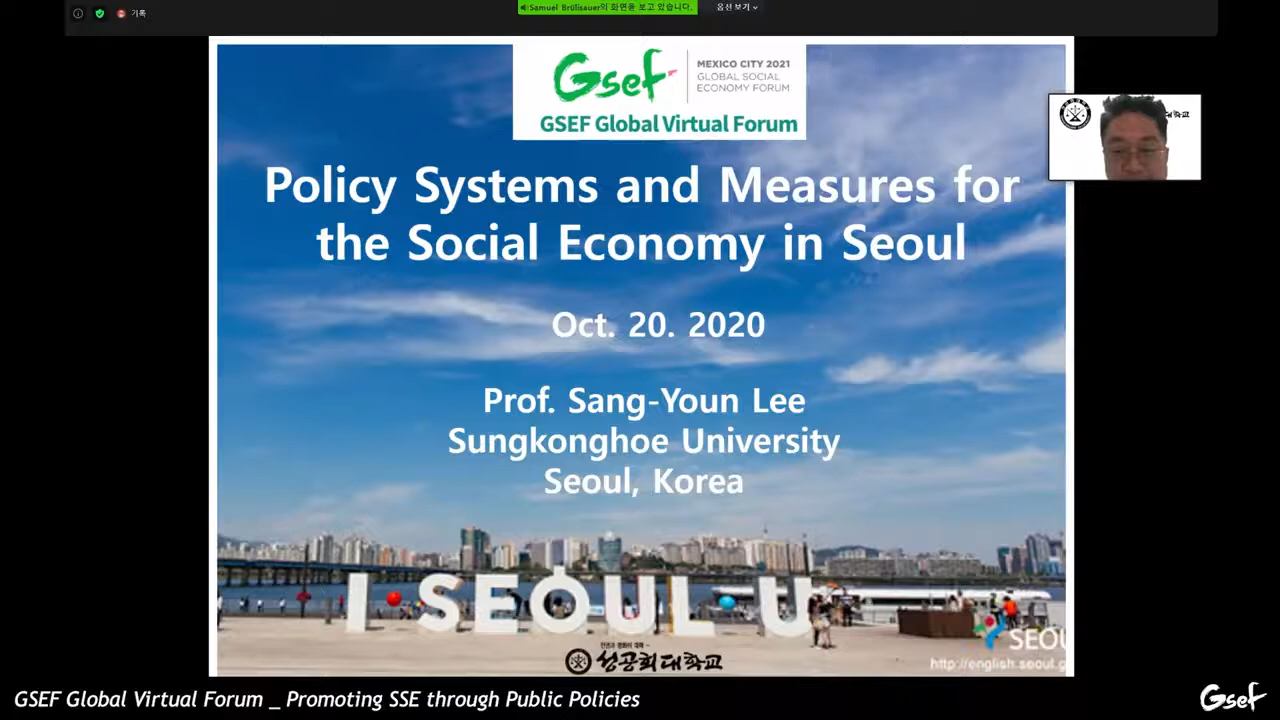 기록
Samuel Brülisauer의 화면을 보고 있습니다.
옵션 보기
Gsef
MEXICO CITY 2021
GLOBAL SOCIAL
ECONOMY FORUM
GSEF Global Virtual Forum
대학교
Policy Systems and Measures for
the Social Economy in Seoul
Oct. 20. 2020
Prof. Sang-Youn Lee
Sungkonghoe University
Seoul, Korea
I SEOUL U
SEOU
http://english.seoul.g
성공회대학교
GSEF Global Virtual Forum _ Promoting SSE through Public Policies
Gsef